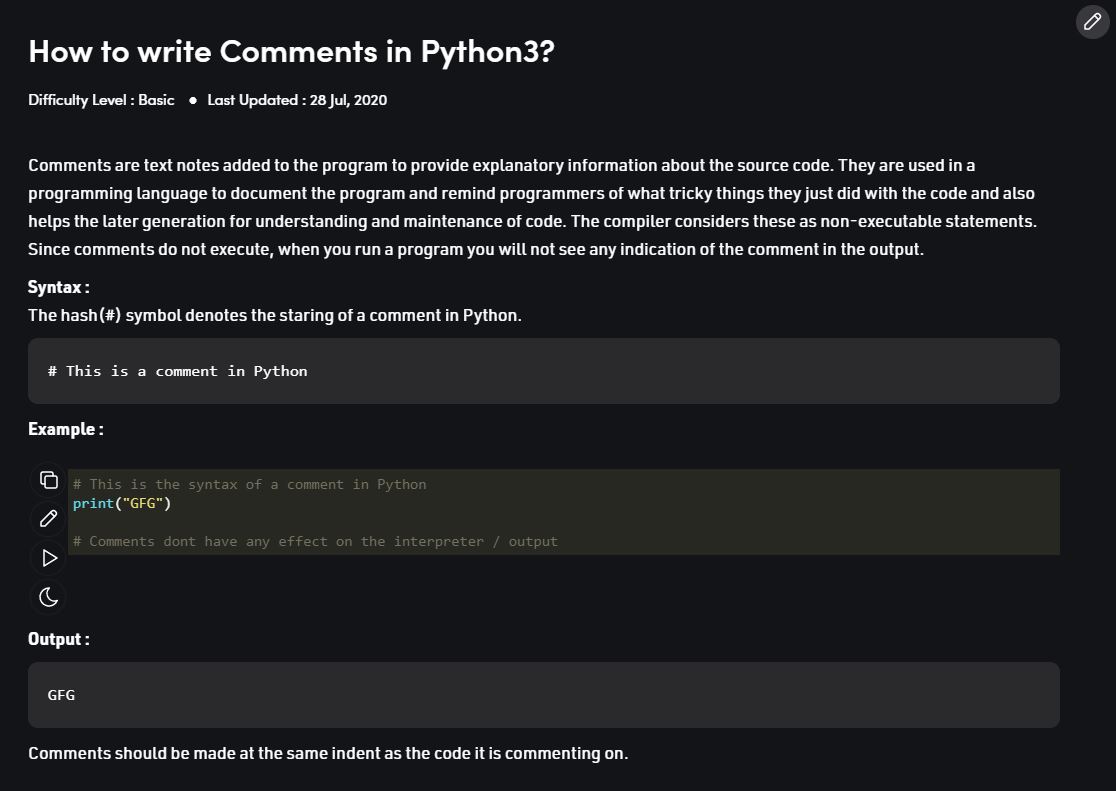 How to write Comments in Python3?
Difficulty Level : Basic ● Last Updated : 28 Jul, 2020
Comments are text notes added to the program to provide explanatory information about the source code. They are used in a
programming language to document the program and remind programmers of what tricky things they just did with the code and also
helps the later generation for understanding and maintenance of code. The compiler considers these as non-executable statements.
Since comments do not execute, when you run a program you will not see any indication of the comment in the output.
Syntax :
The hash(#) symbol denotes the staring of a comment in Python.
# This is a comment in Python
Example :
# This is the syntax of a comment in Python
print("GFG")
# Comments dont have any effect on the interpreter / output
Output :
GFG
Comments should be made at the same indent as the code it is commenting on.